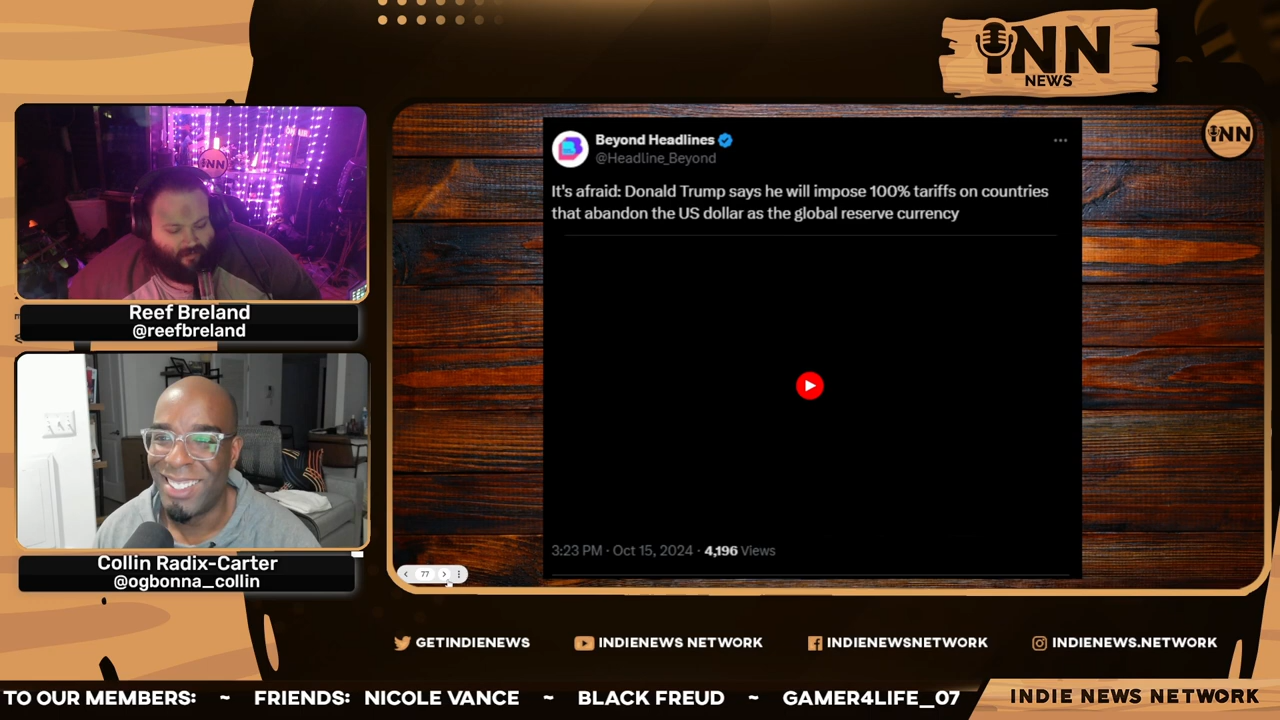 INN
NEWS
INN
INN
Beyond Headlines
@Headline_Beyond
It's afraid: Donald Trump says he will impose 100% tariffs on countries
that abandon the US dollar as the global reserve currency
3:23 PM · Oct 15, 2024 · 4,196 Views
Reef Breland
@reefbreland
Collin Radix-Carter
@ogbonna_collin
77
GETINDIENEWS
INDIENEWS NETWORK
INDIENEWSNETWORK
INDIENEWS.NETWORK
TO OUR MEMBERS: ~ FRIENDS: NICOLE VANCE ~ BLACK FREUD ~ GAMER4LIFE_07
INDIE NEWS NETWORK